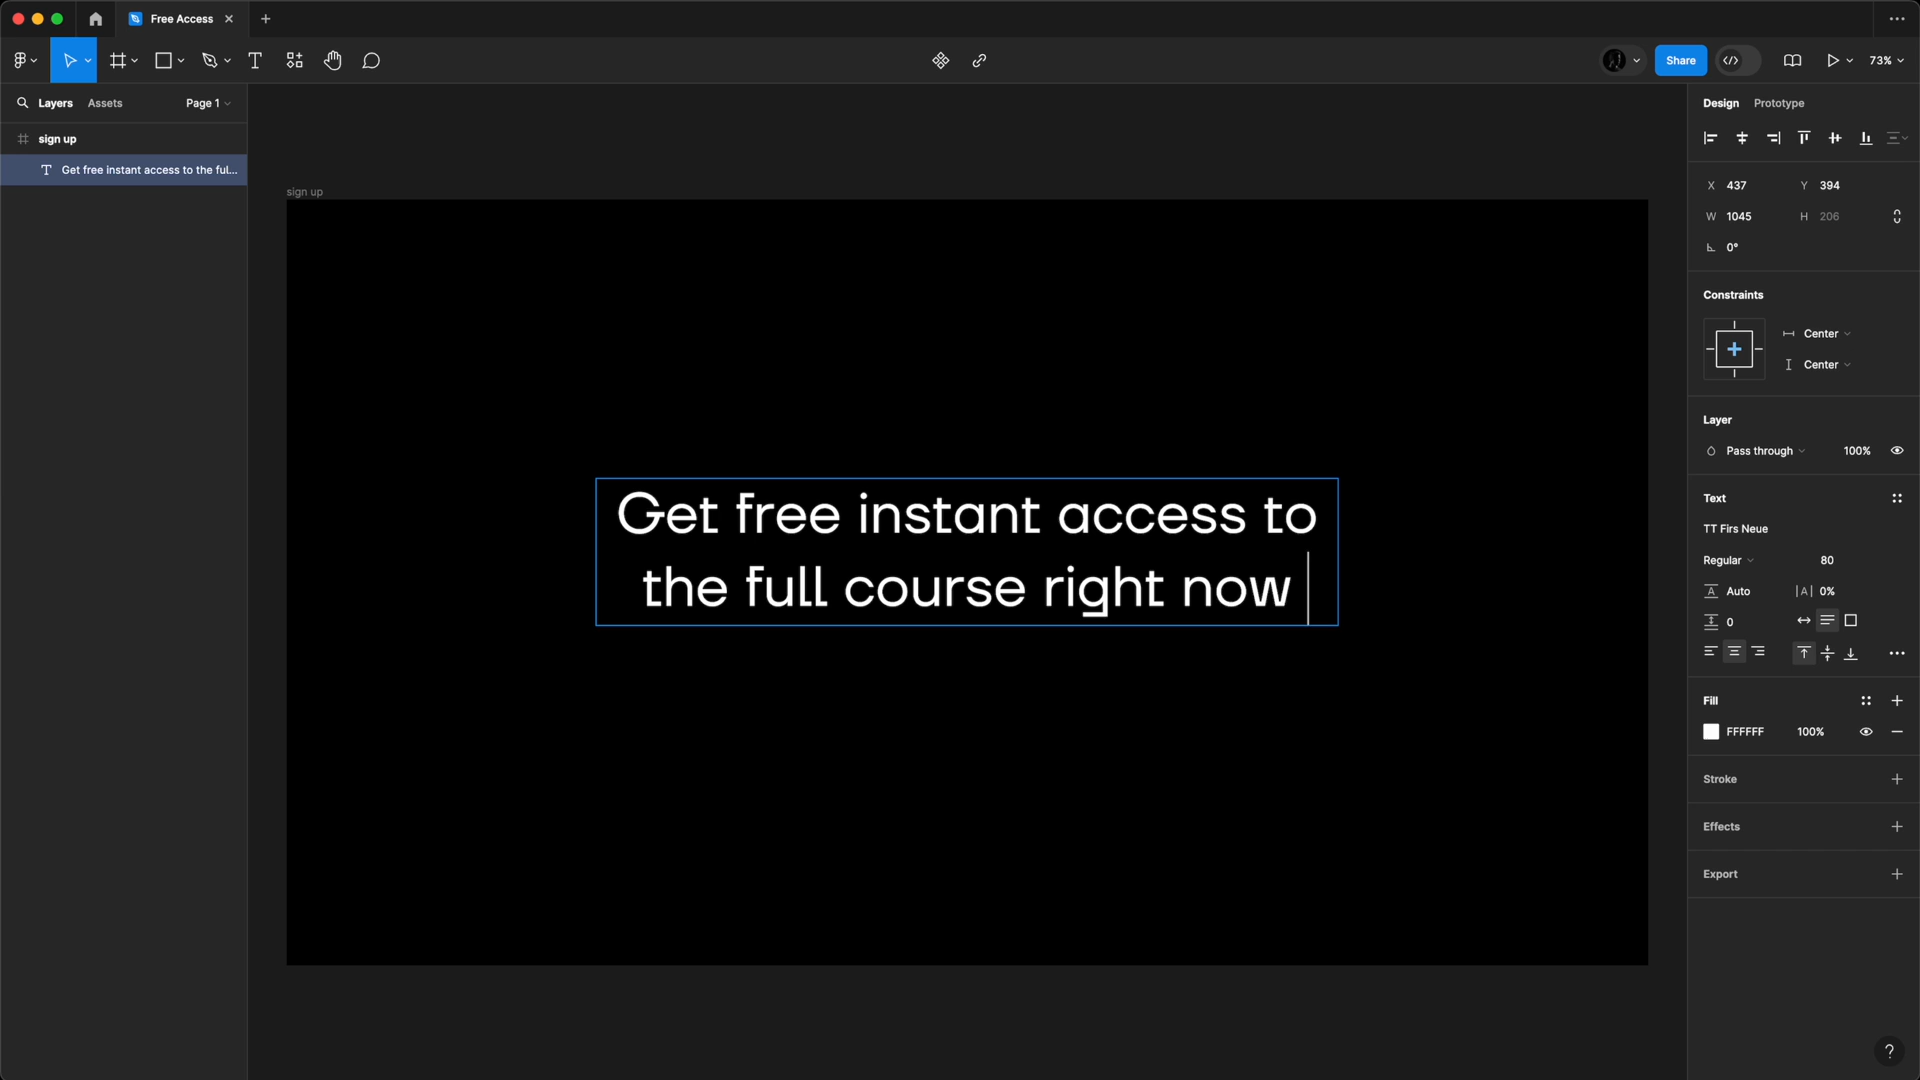 Free Access
Share
73%
Layers Assets Page 1
sign up
Get free instant access to the ful...
sign up
Get free instant access to
the full course right now
Design Prototype
X 437 Y 394
W 1045 H 206
0°
Constraints
Center
Center
Layer
Pass through 100%
Text
TT Firs Neue
Regular 80
A Auto |A| 0%
0
Fill
FFFFFF 100%
Stroke
Effects
Export
?